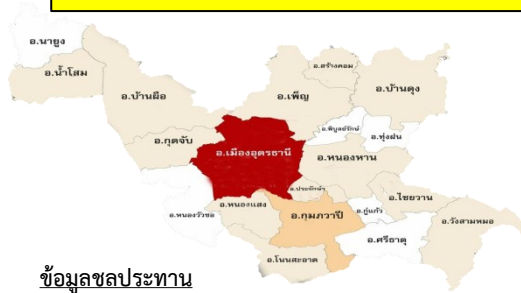 อ.นายูง
อ.น้ำโสม
อ.บ้านผือ
อ.สร้างคอม
อ.เพ็ญ
อ.บ้านดุง
อ.พิบูลย์รักษ์
อ.ทุ่งฝน
อ.กุดจับ
อ.เมืองอุดรธานี
อ.หนองหาน
อ.ประจักษ์ฯ
อ.ไชยวาน
อ.หนองแสง
อ.หนองวัวซอ
อ.กุมภวาปี
อ.กู่แก้ว
อ.วังสามหมอ
อ.ศรีธาตุ
อ.โนนสะอาด
ข้อมูลชลประทาน